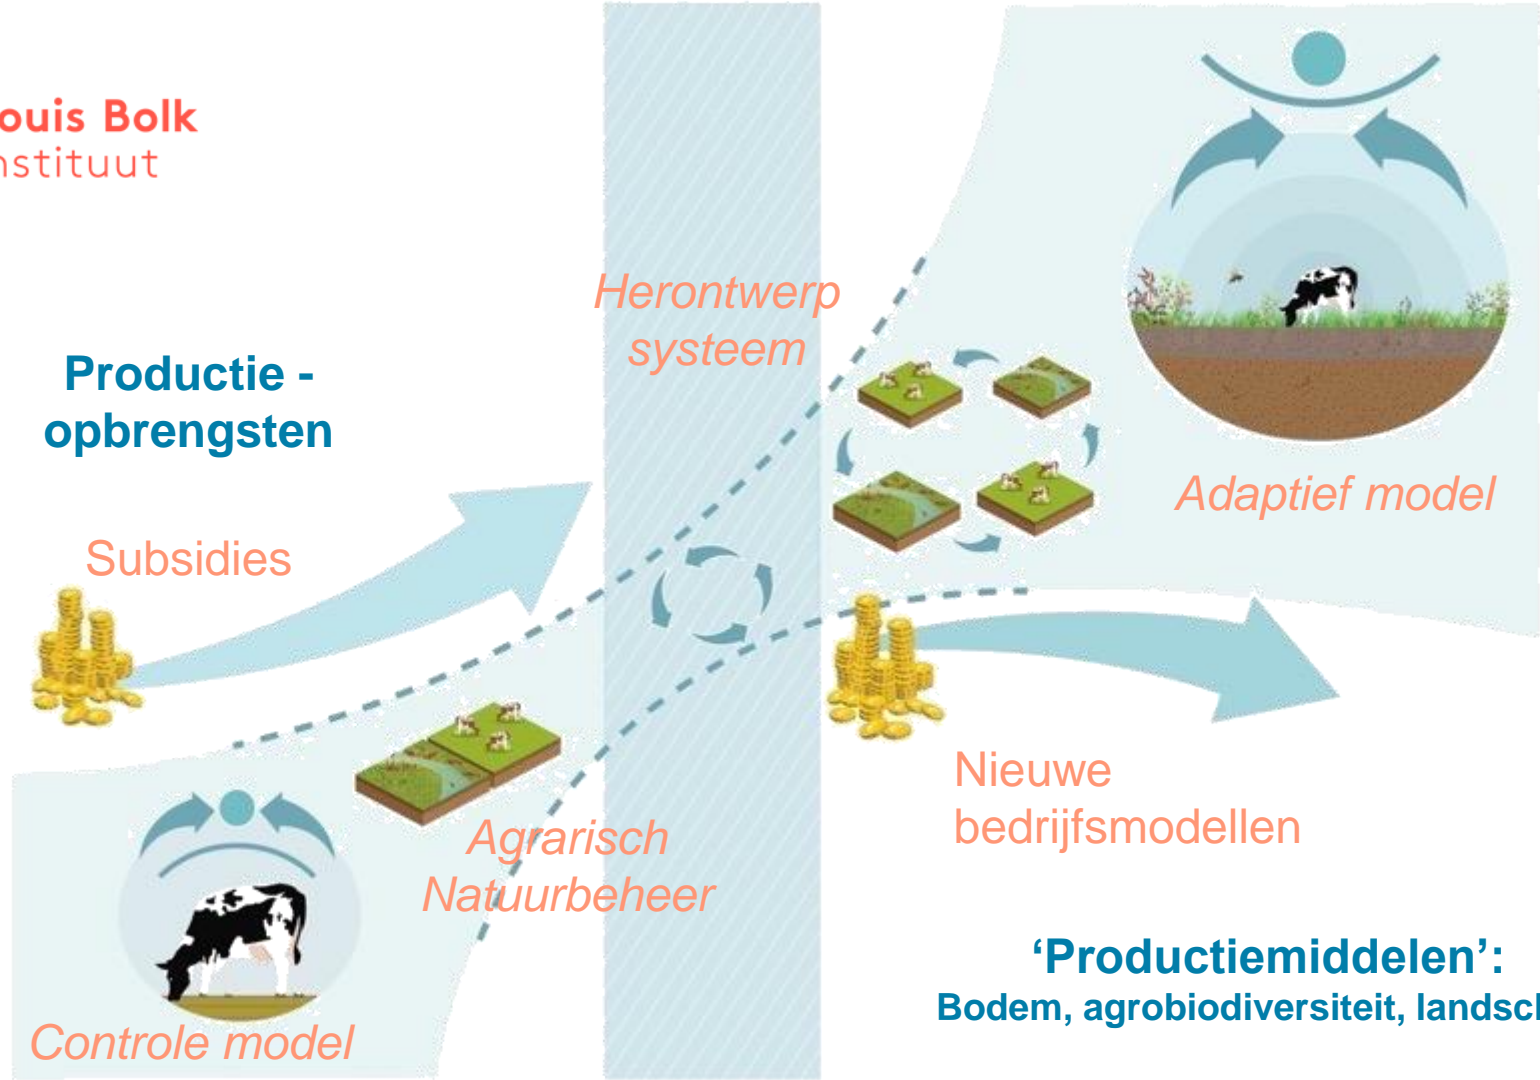 ouis Bolk
nstituut
Herontwerp
systeem
Productie -
opbrengsten
Subsidies
Adaptief model
Nieuwe
bedrijfsmodellen
Agrarisch
Natuurbeheer
Controle model
‘Productiemiddelen’:
Bodem, agrobiodiversiteit, landsc